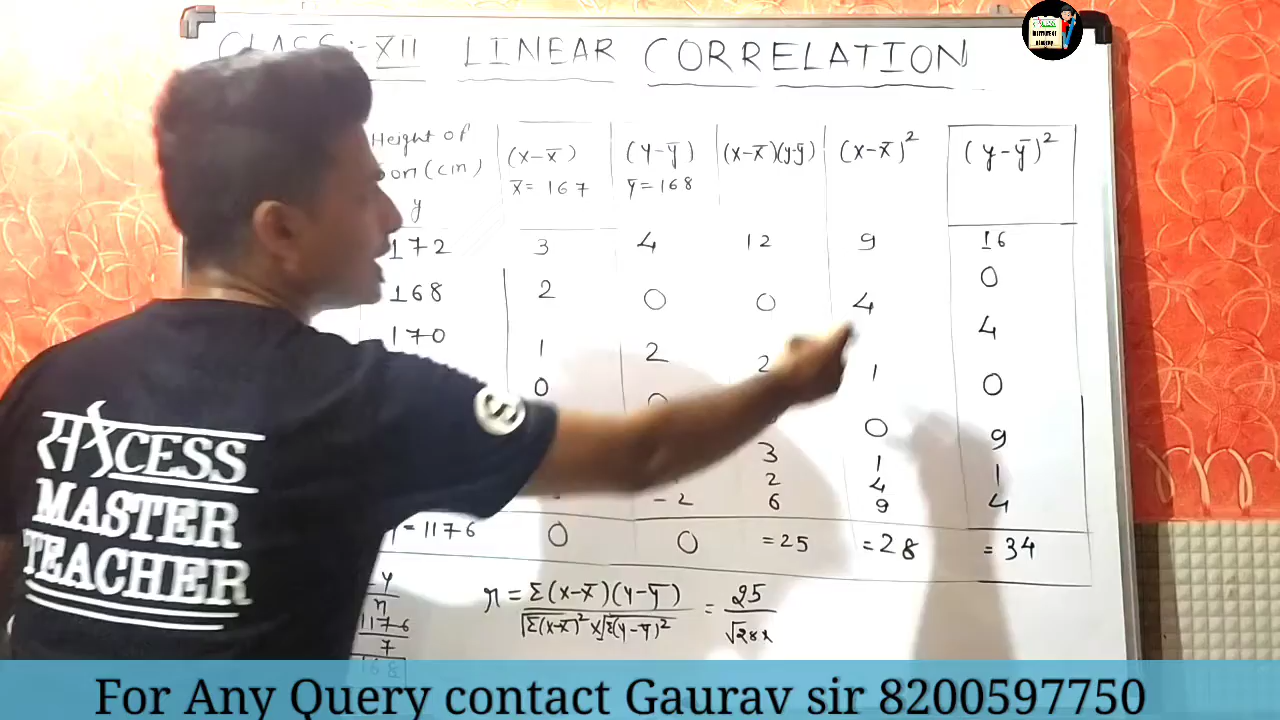 CLASS:-XII LINEAR CORRELATION
Height of
Son (cm)
y
(x-x̄)
x̄ = 167
(y-ȳ)
ȳ = 168
(x-x̄)(y-ȳ)
(x-x̄)²
(y-ȳ)²
172 3 4 12 9 16
168 2 0 0 4 0
170 1 2 2 1 4
0 0 0
3 1 9
2 4 1
-2 6 9 4
= 1176 0 0 = 25 = 28 = 34
y
n
1176
7
168
r = Σ(x-x̄)(y-ȳ) / √Σ(x-x̄)² x √Σ(y-ȳ)² = 25 / √28 x
सxCESS
MASTER
TEACHER
For Any Query contact Gaurav sir 8200597750